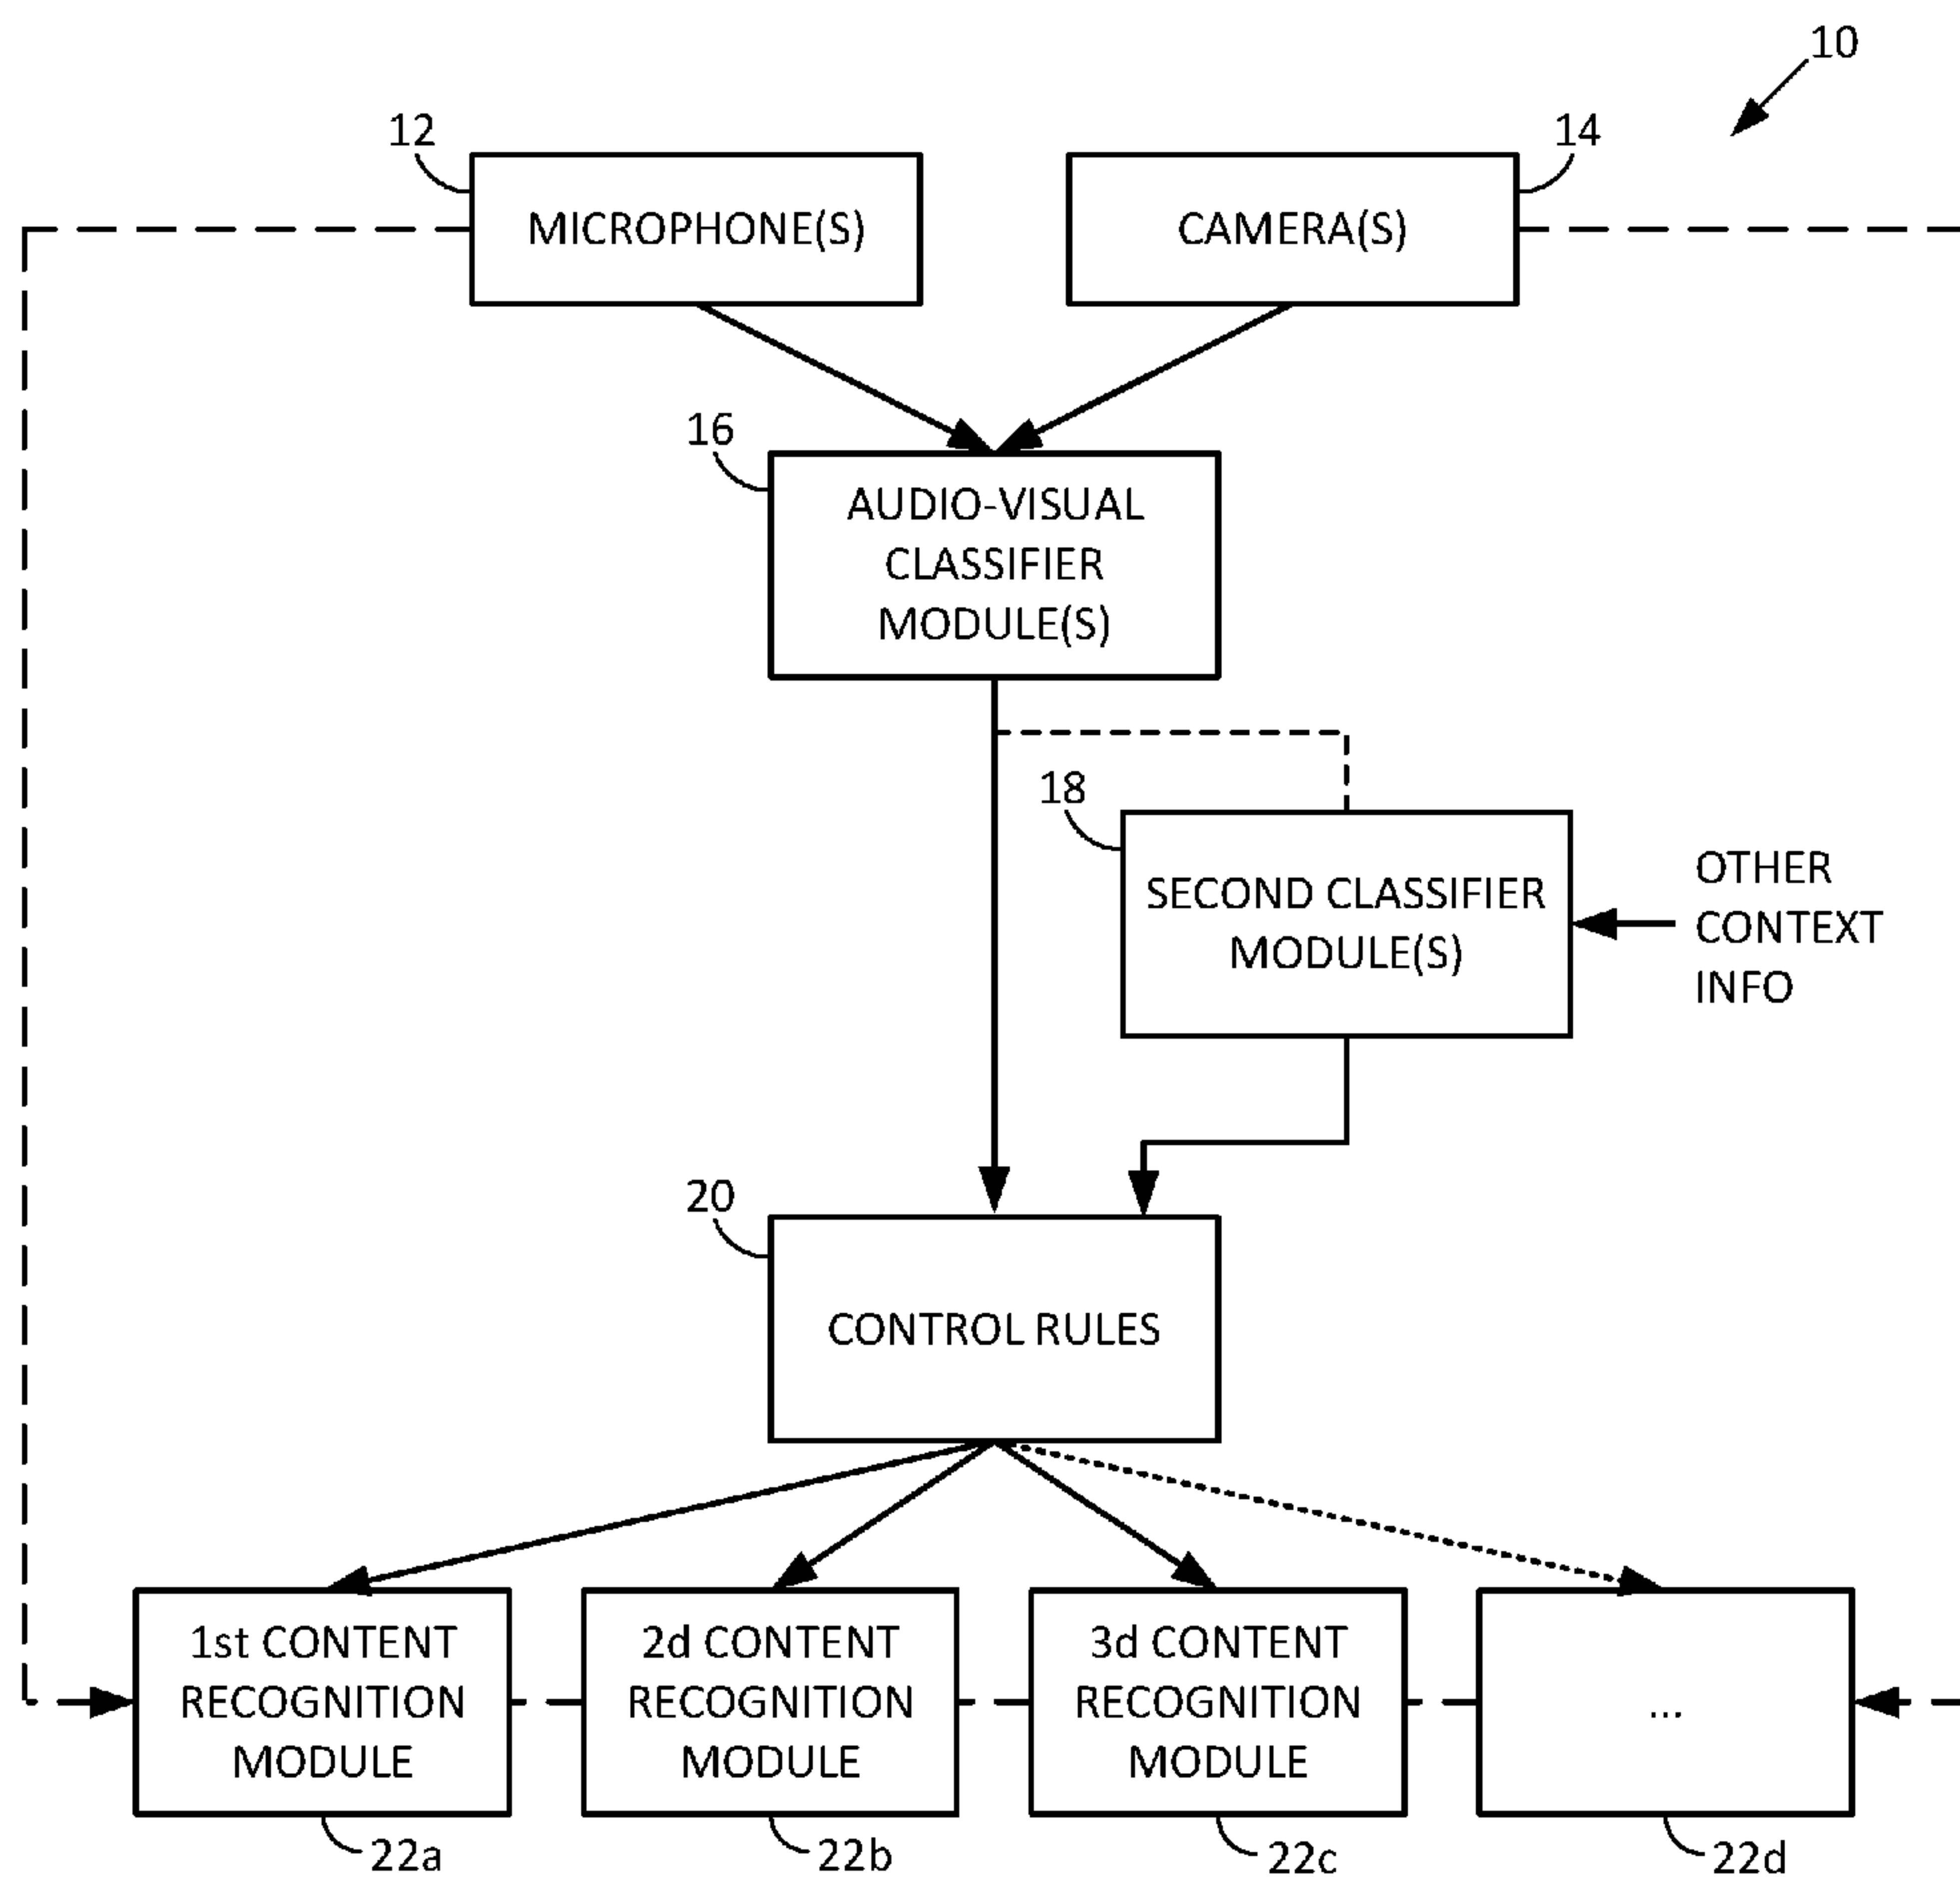 10
12
14
MICROPHONE(S)
CAMERA(S)
16
AUDIO-VISUAL
CLASSIFIER
MODULE(S)
18
SECOND CLASSIFIER
MODULE(S)
OTHER
CONTEXT
INFO
20
CONTROL RULES
1st CONTENT
RECOGNITION
MODULE
2d CONTENT
RECOGNITION
MODULE
3d CONTENT
RECOGNITION
MODULE
...
22a
22b
22c
22d